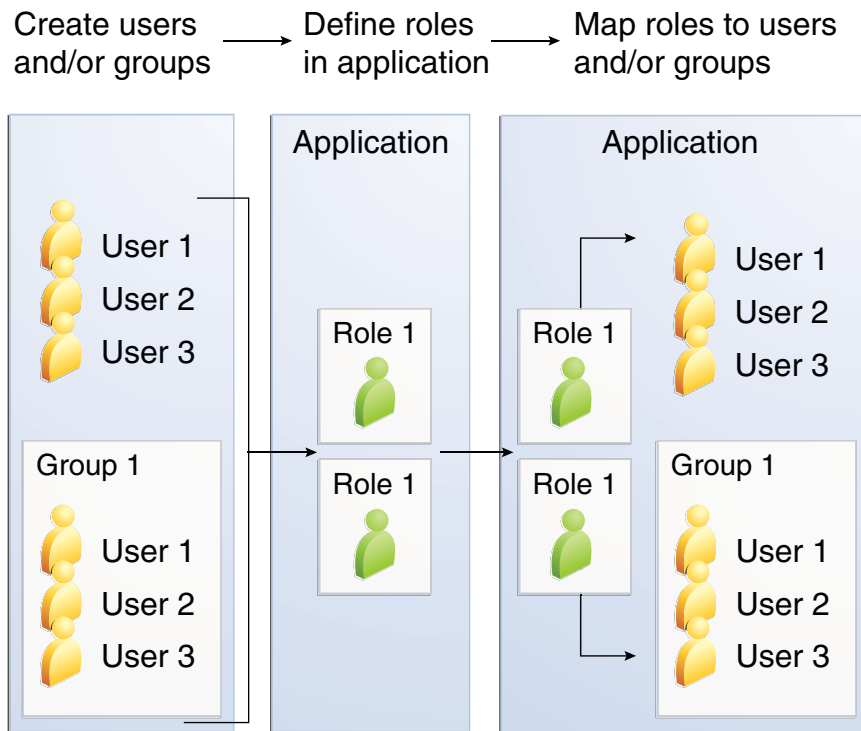 Create users
and/or groups
Define roles
in application
Map roles to users
and/or groups
User 1
User 2
User 3
Group 1
User 1
User 2
User 3
Application
Role 1
Role 1
Application
Role 1
Role 1
User 1
User 2
User 3
Group 1
User 1
User 2
User 3